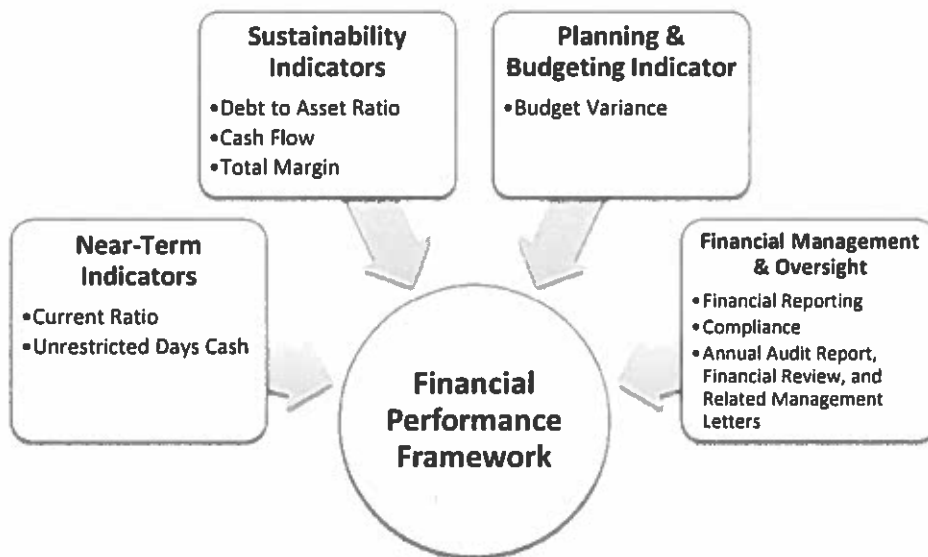 Sustainability
Indicators
•Debt to Asset Ratio
•Cash Flow
•Total Margin
Planning &
Budgeting Indicator
•Budget Variance
Near-Term
Indicators
•Current Ratio
•Unrestricted Days Cash
Financial Management
& Oversight
•Financial Reporting
•Compliance
•Annual Audit Report,
Financial Review, and
Related Management
Letters
Financial
Performance
Framework